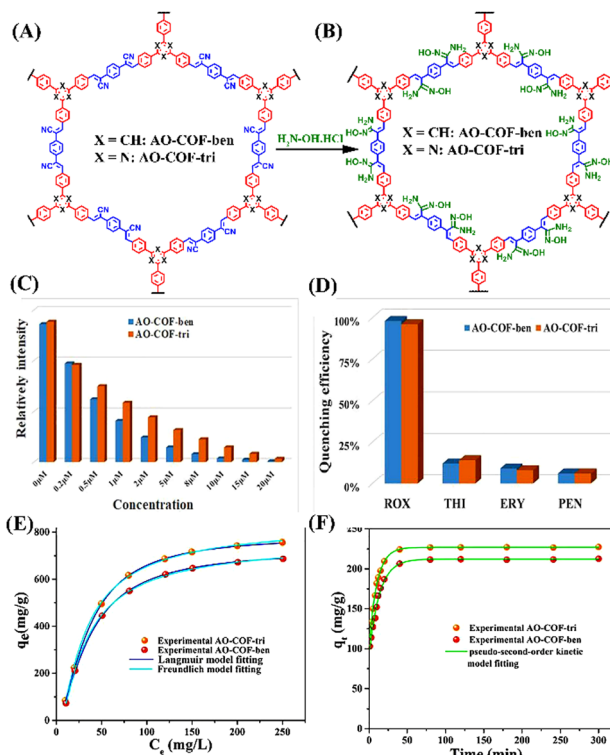 (A)
(B)
X = CH: AO-COF-ben
X = N: AO-COF-tri
H2N-OH.HCl
X = CH: AO-COF-ben
X = N: AO-COF-tri
(C)
AO-COF-ben
AO-COF-tri
Relatively intensity
0μM 0.2μM 0.5μM 1μM 2μM 5μM 8μM 10μM 15μM 20μM
Concentration
(D)
AO-COF-ben AO-COF-tri
Quenching efficiency
100%
75%
50%
25%
0%
ROX THI ERY PEN
(E)
qe(mg/g)
800
600
400
200
0
Experimental AO-COF-tri
Experimental AO-COF-ben
Langmuir model fitting
Freundlich model fitting
0 50 100 150 200 250
Ce (mg/L)
(F)
qt(mg/g)
250
200
150
100
50
0
Experimental AO-COF-tri
Experimental AO-COF-ben
pseudo-second-order kinetic
model fitting
0 50 100 150 200 250 300
Time (min)